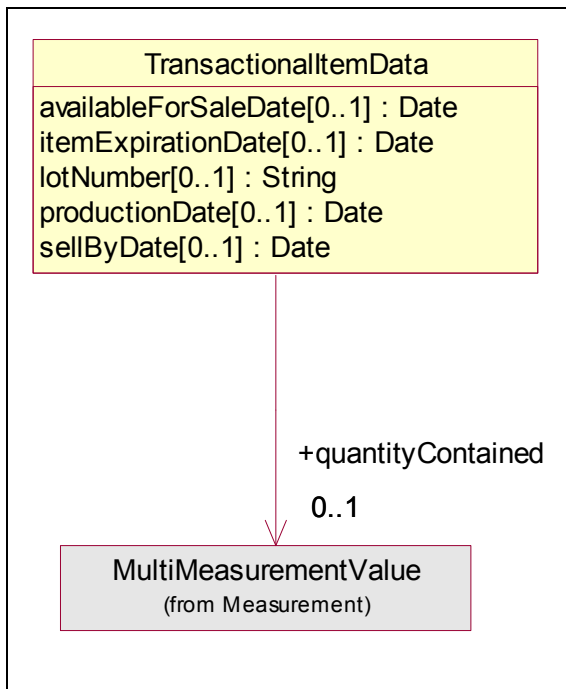 TransactionalItemData
availableForSaleDate[0..1] : Date
itemExpirationDate[0..1] : Date
lotNumber[0..1] : String
productionDate[0..1] : Date
sellByDate[0..1] : Date
+quantityContained
0..1
MultiMeasurementValue
(from Measurement)